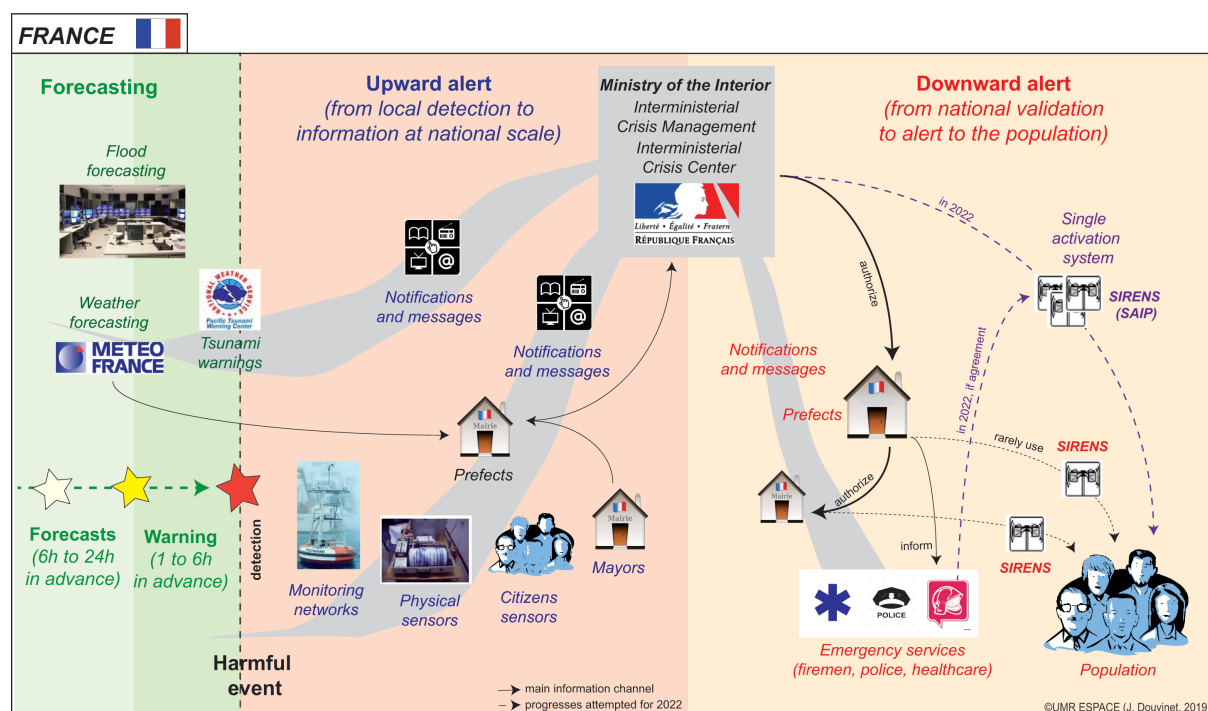 FRANCE
Forecasting
Flood
forecasting
Weather
forecasting
METEO
FRANCE
NATIONAL WEATHER SERVICE
Pacific Tsunami
Warning Center
Tsunami
warnings
Forecasts
(6h to 24h
in advance)
Warning
(1 to 6h
in advance)
detection
Harmful
event
Upward alert
(from local detection to
information at national scale)
Notifications
and messages
Notifications
and messages
Mairie
Prefects
Mairie
Mayors
Monitoring
networks
Physical
sensors
Citizens
sensors
Ministry of the Interior
Interministerial
Crisis Management
Interministerial
Crisis Center
Liberté • Égalité • Fratern
RÉPUBLIQUE FRANÇAIS
Downward alert
(from national validation
to alert to the population)
in 2022
authorize
Single
activation
system
SIRENS
(SAIP)
Notifications
and messages
Prefects
Mairie
in 2022, if agreement
rarely use
SIRENS
authorize
Mairie
inform
SIRENS
POLICE
Emergency services
(firemen, police, healthcare)
Population
main information channel
progresses attempted for 2022
©UMR ESPACE (J. Douvinet, 2019